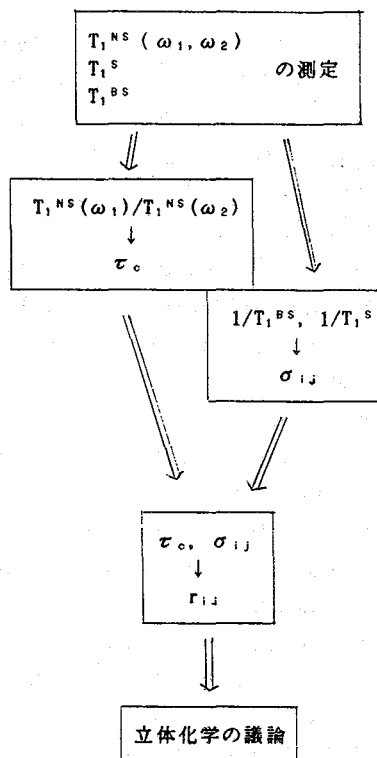 T₁ᴺˢ (ω₁, ω₂)
T₁ˢ の測定
T₁ᴮˢ
T₁ᴺˢ(ω₁)/T₁ᴺˢ(ω₂)
↓
τc
1/T₁ᴮˢ, 1/T₁ˢ
↓
σij
τc, σij
↓
rij
立体化学の議論